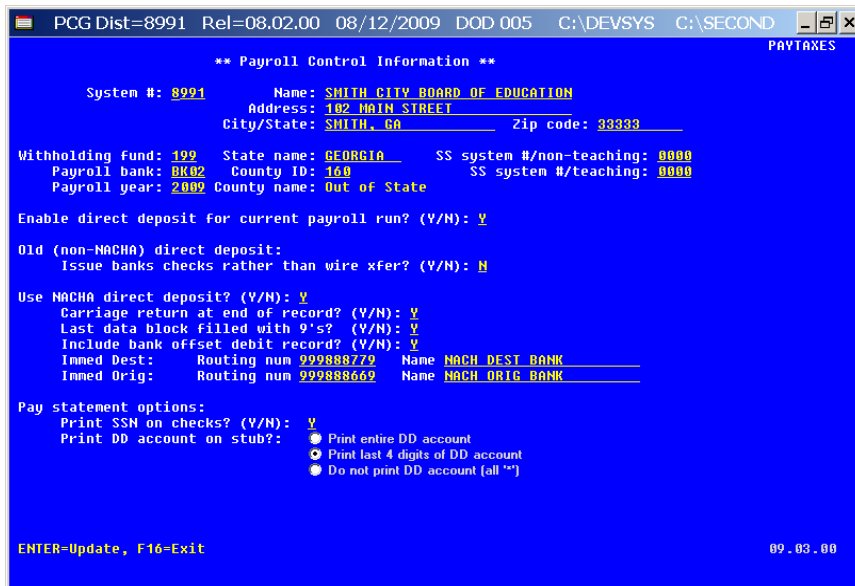 PCG Dist=8991 Rel=08.02.00 08/12/2009 DOD 005 C:\DEVSYS C:\SECOND
PAYTAXES
** Payroll Control Information **
System #: 8991 Name: SMITH CITY BOARD OF EDUCATION
Address: 102 MAIN STREET
City/State: SMITH, GA Zip code: 33333
Withholding fund: 199 State name: GEORGIA SS system #/non-teaching: 0000
Payroll bank: BK02 County ID: 160 SS system #/teaching: 0000
Payroll year: 2009 County name: Out of State
Enable direct deposit for current payroll run? (Y/N): Y
Old (non-NACHA) direct deposit:
Issue banks checks rather than wire xfer? (Y/N): N
Use NACHA direct deposit? (Y/N): Y
Carriage return at end of record? (Y/N): Y
Last data block filled with 9's? (Y/N): Y
Include bank offset debit record? (Y/N): Y
Immed Dest: Routing num 999888779 Name NACH DEST BANK
Immed Orig: Routing num 999888669 Name NACH ORIG BANK
Pay statement options:
Print SSN on checks? (Y/N): Y
Print DD account on stub?: Print entire DD account
Print last 4 digits of DD account
Do not print DD account (all '*')
ENTER=Update, F16=Exit 09.03.00